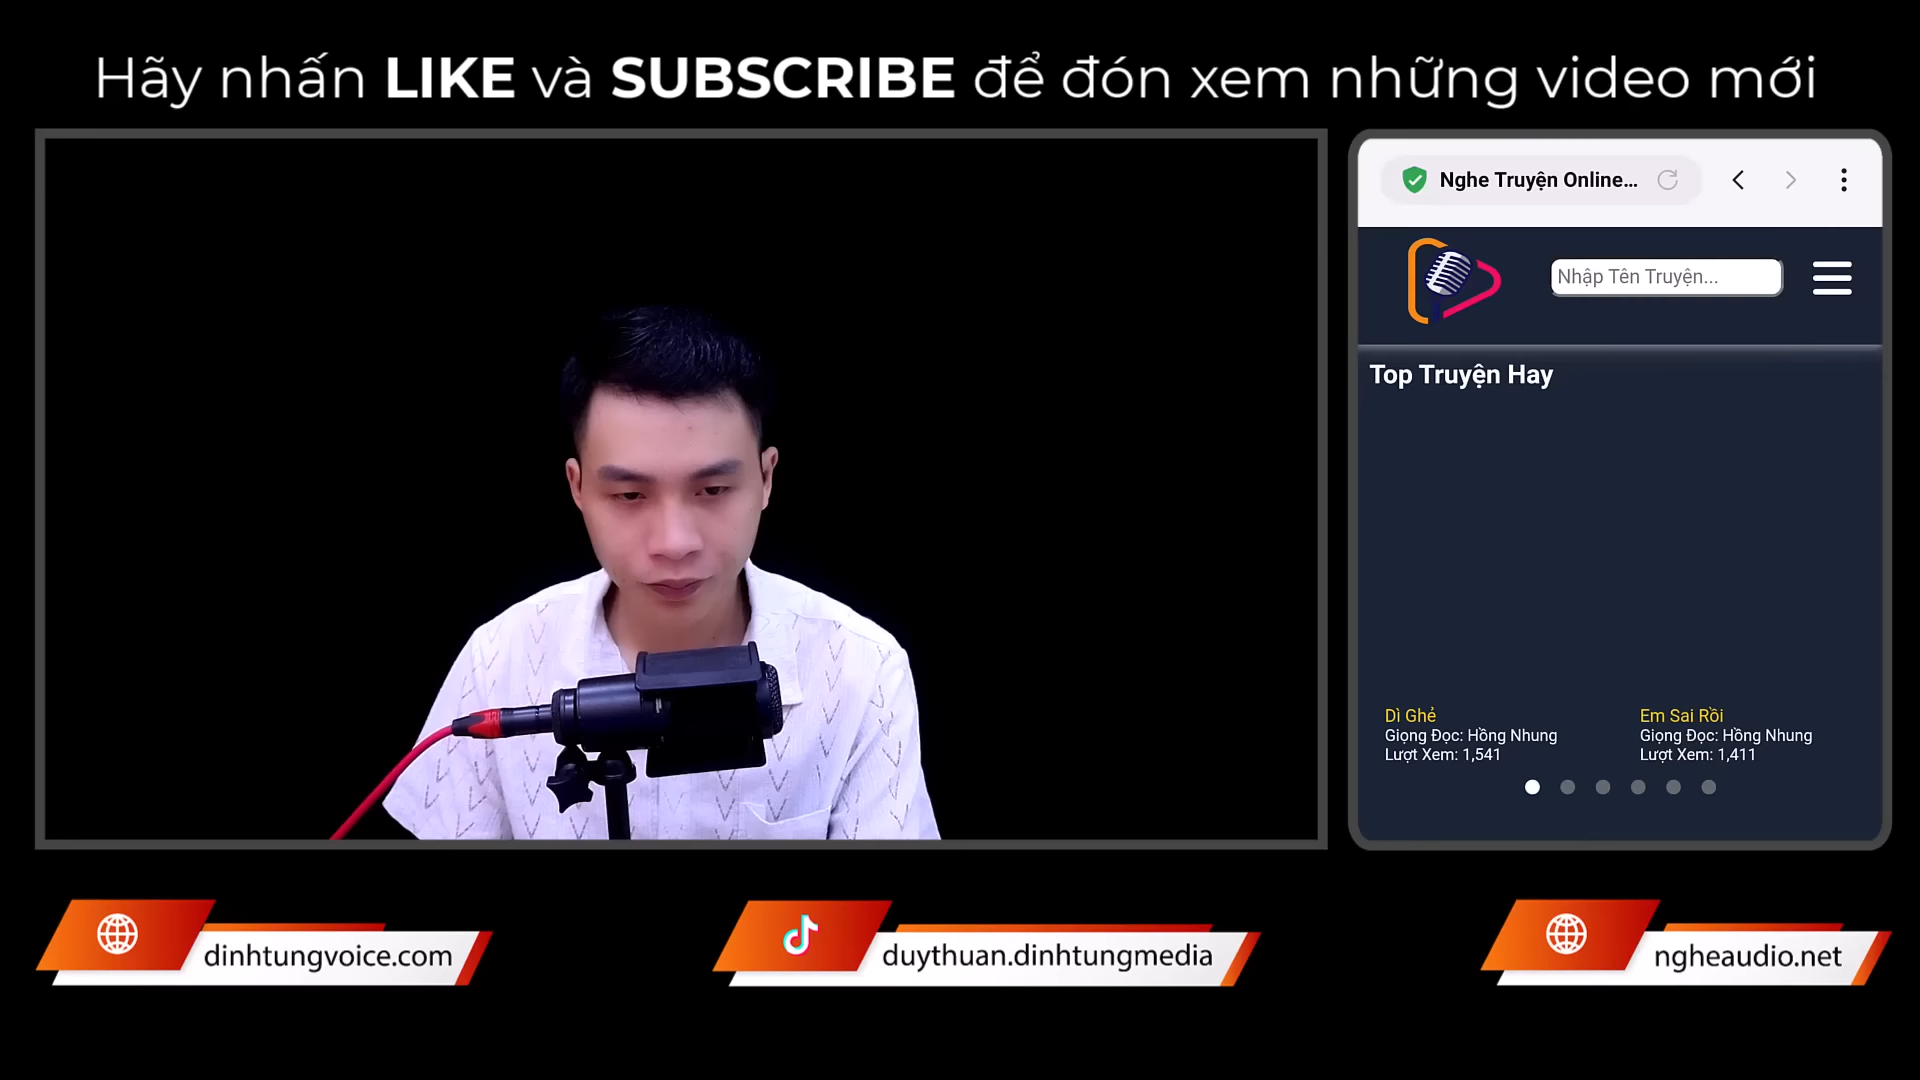 Hãy nhấn LIKE và SUBSCRIBE để đón xem những video mới
Nghe Truyện Online...
Nhập Tên Truyện...
Top Truyện Hay
Dì Ghẻ
Giọng Đọc: Hồng Nhung
Lượt Xem: 1,541
Em Sai Rồi
Giọng Đọc: Hồng Nhung
Lượt Xem: 1,411
dinhtungvoice.com
duythuan.dinhtungmedia
ngheaudio.net